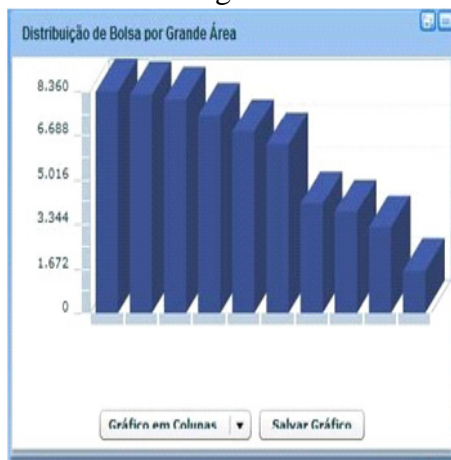 Distribuição de Bolsa por Grande Área
8.360
6.688
5.016
3.344
1.672
0
Gráfico em Colunas
Salvar Gráfico